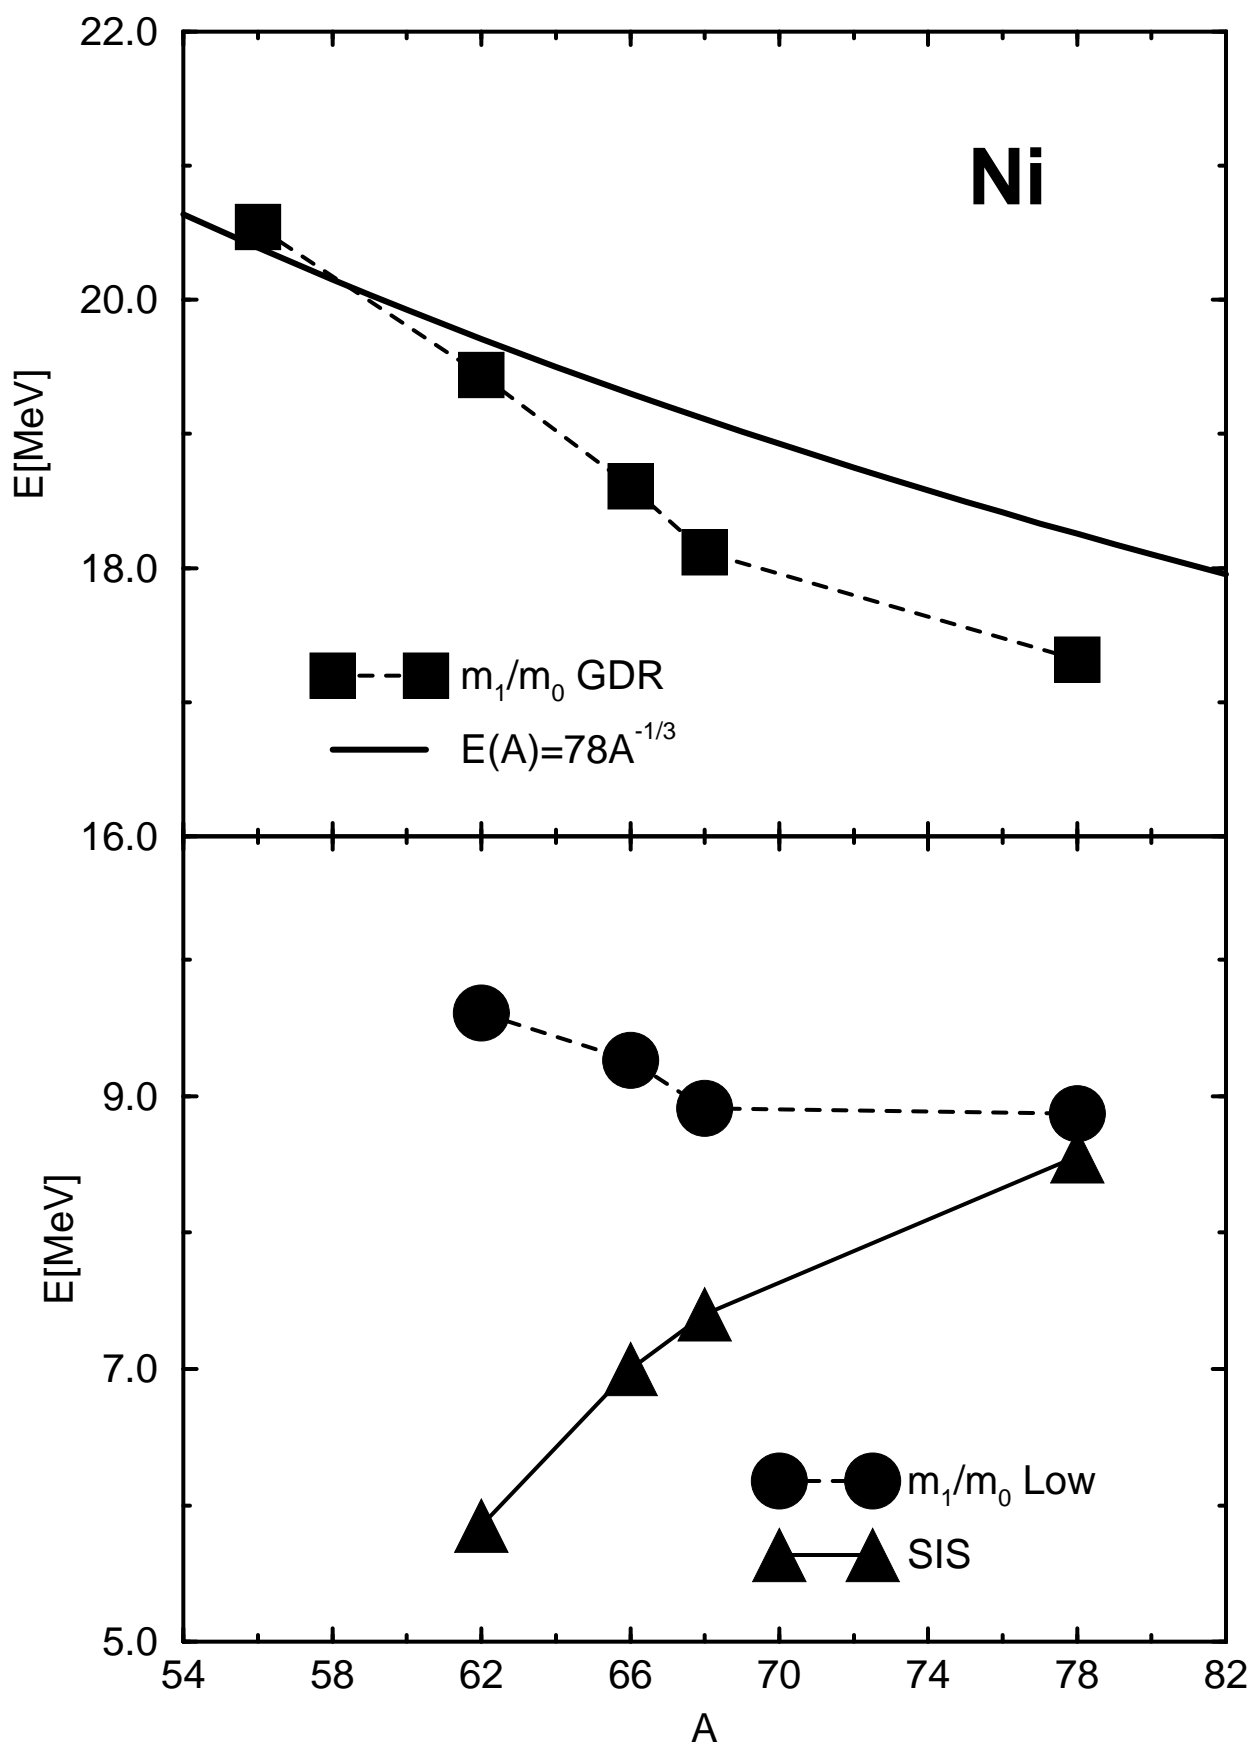 22.0
Ni
20.0
E[MeV]
18.0
m₁/m₀ GDR
E(A)=78A⁻¹/³
16.0
9.0
E[MeV]
7.0
m₁/m₀ Low
SIS
5.0
54 58 62 66 70 74 78 82
A